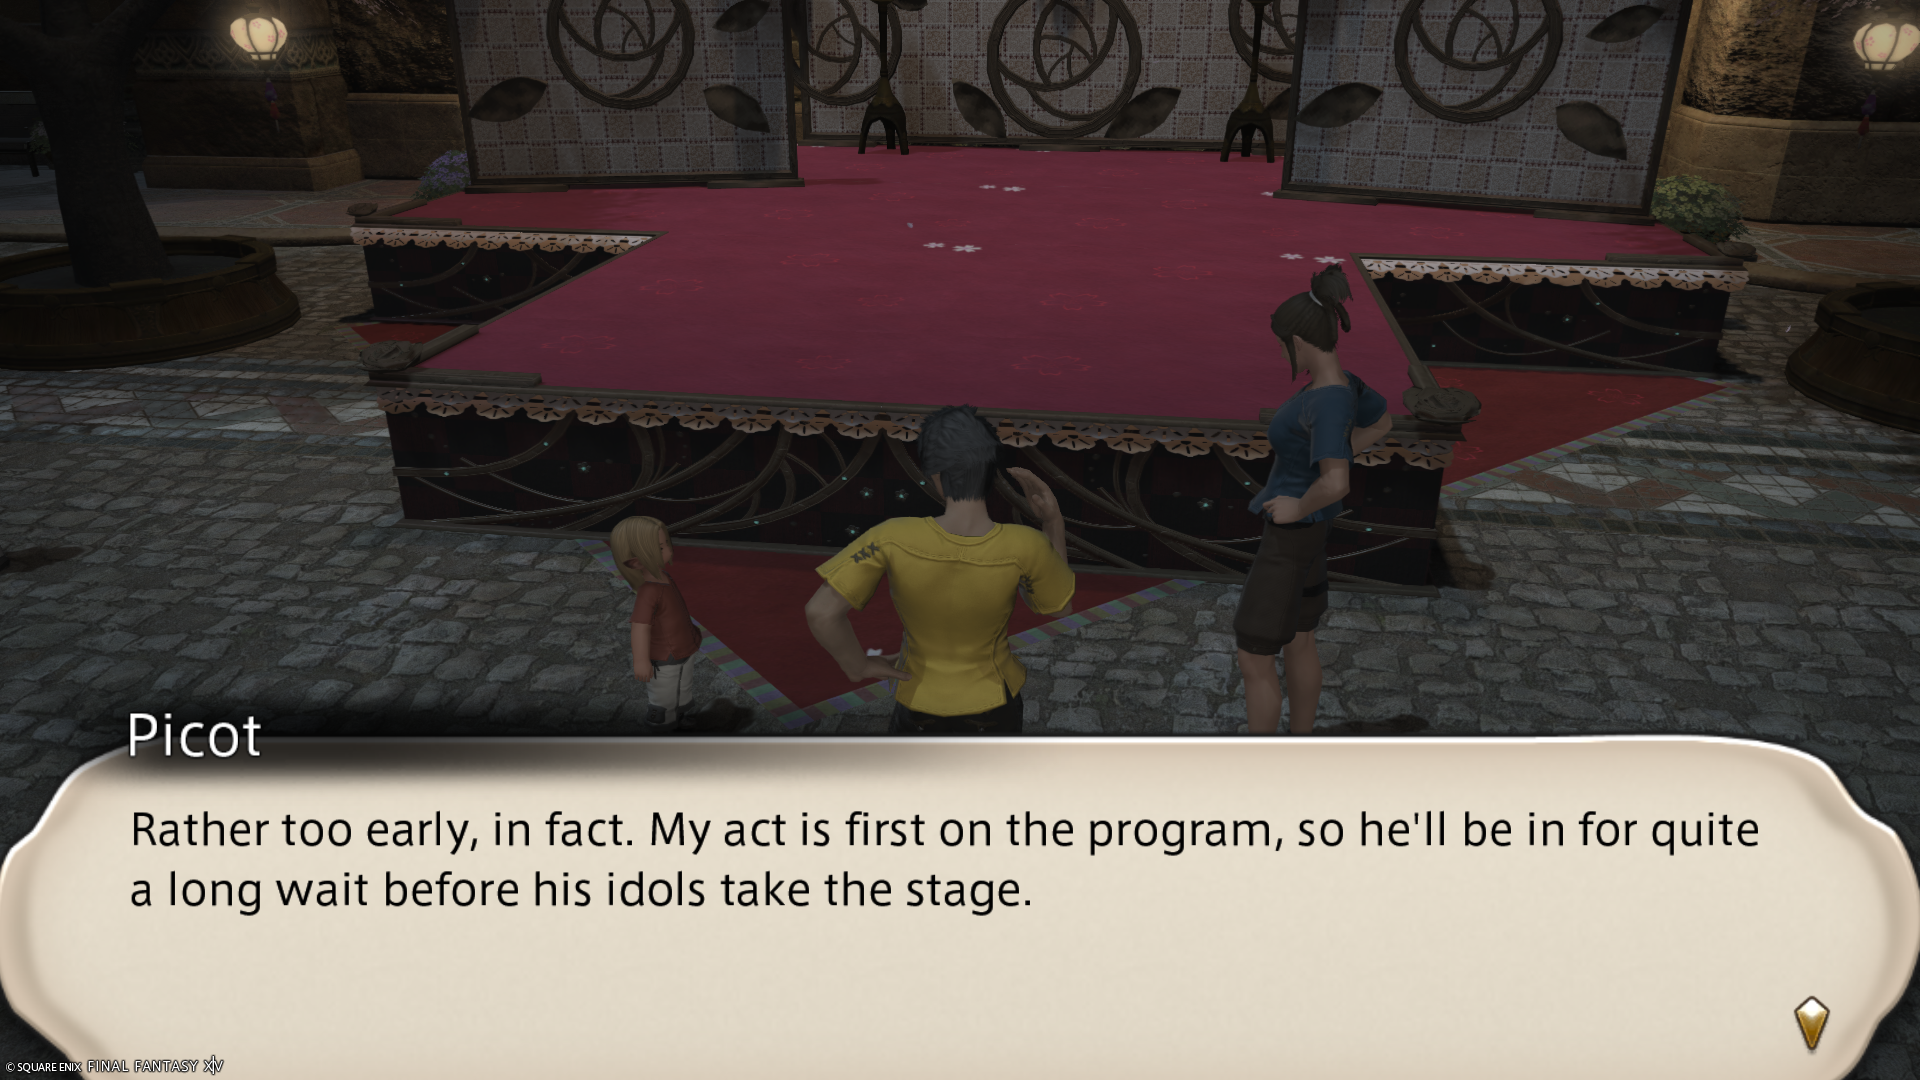 Picot
Rather too early, in fact. My act is first on the program, so he'll be in for quite
a long wait before his idols take the stage.
© SQUARE ENIX FINAL FANTASY XIV